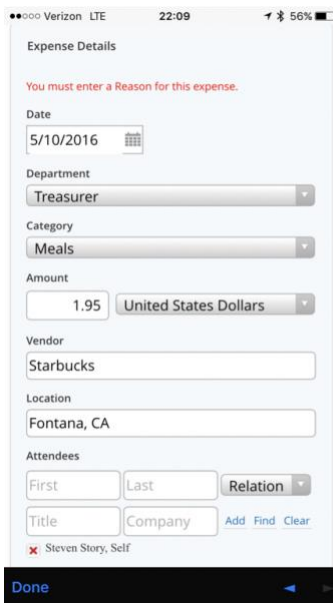 Verizon LTE 22:09 56%
Expense Details
You must enter a Reason for this expense.
Date
5/10/2016
Department
Treasurer
Category
Meals
Amount
1.95 United States Dollars
Vendor
Starbucks
Location
Fontana, CA
Attendees
First Last Relation
Title Company Add Find Clear
Steven Story, Self
Done